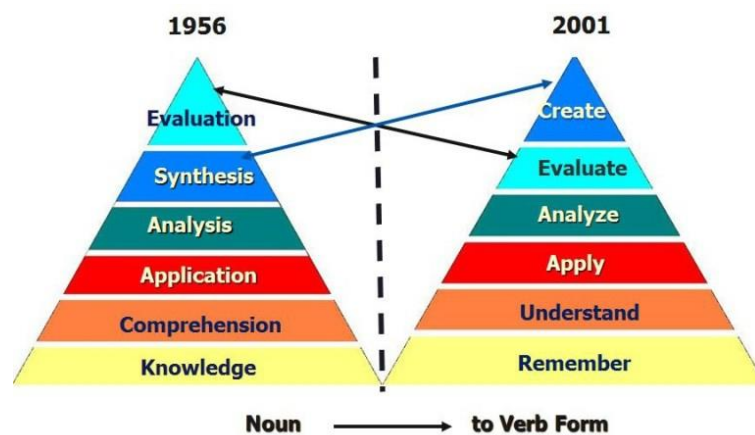 1956
Evaluation
Synthesis
Analysis
Application
Comprehension
Knowledge
2001
Create
Evaluate
Analyze
Apply
Understand
Remember
Noun to Verb Form